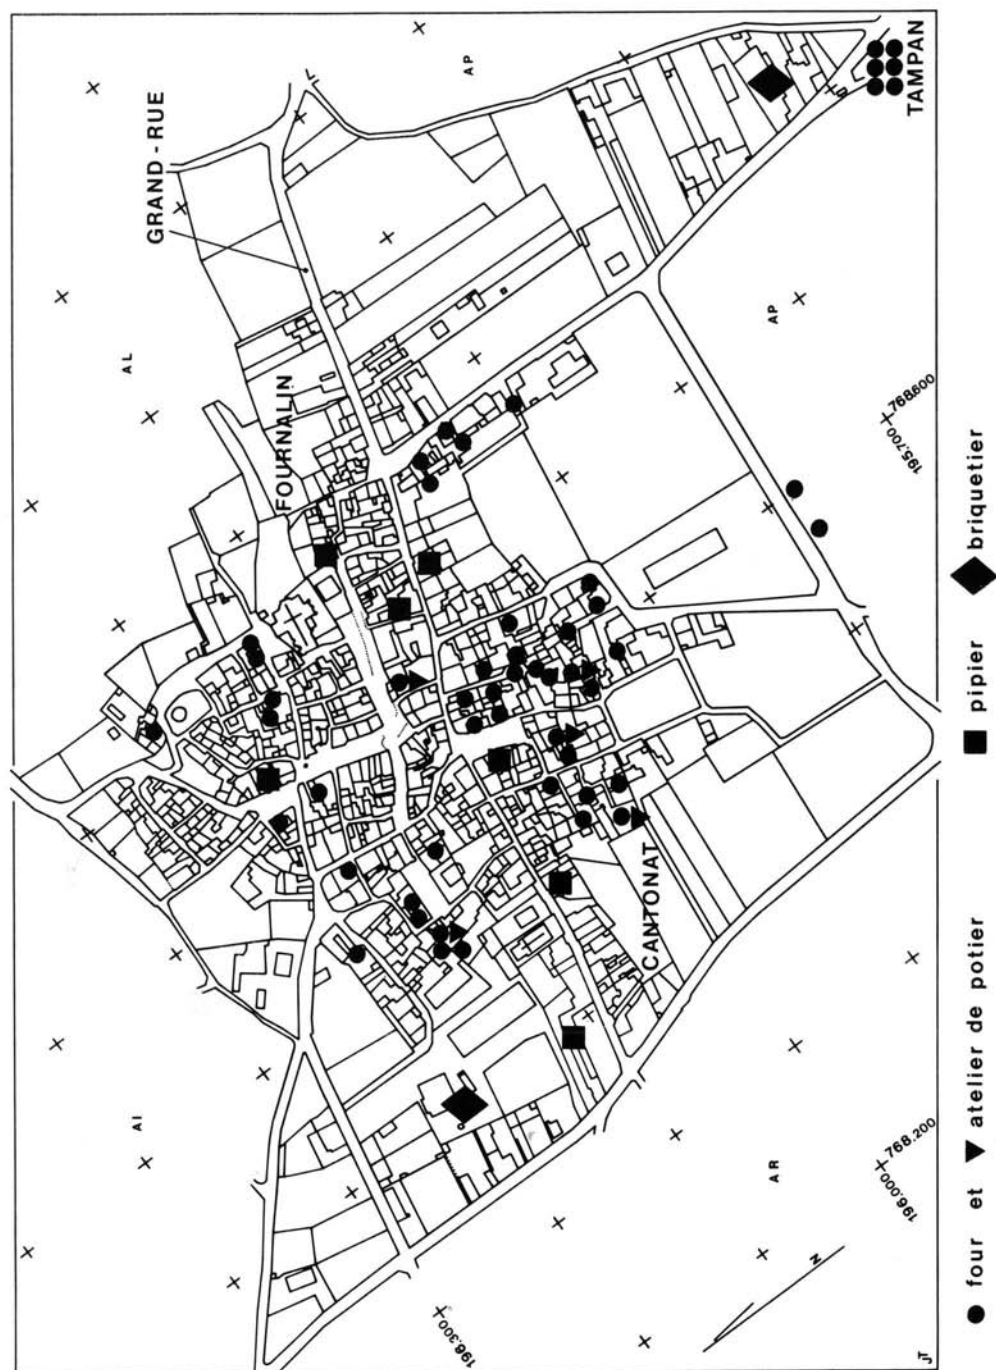 GRAND-RUE
FOURNALIN
CANTONAT
TAMPAN
AP
AL
AP
AI
AR
768.600
195.700
768.200
196.000
196.300
N
JT
● four et ▼ atelier de potier ■ pipier ◆ briquetier